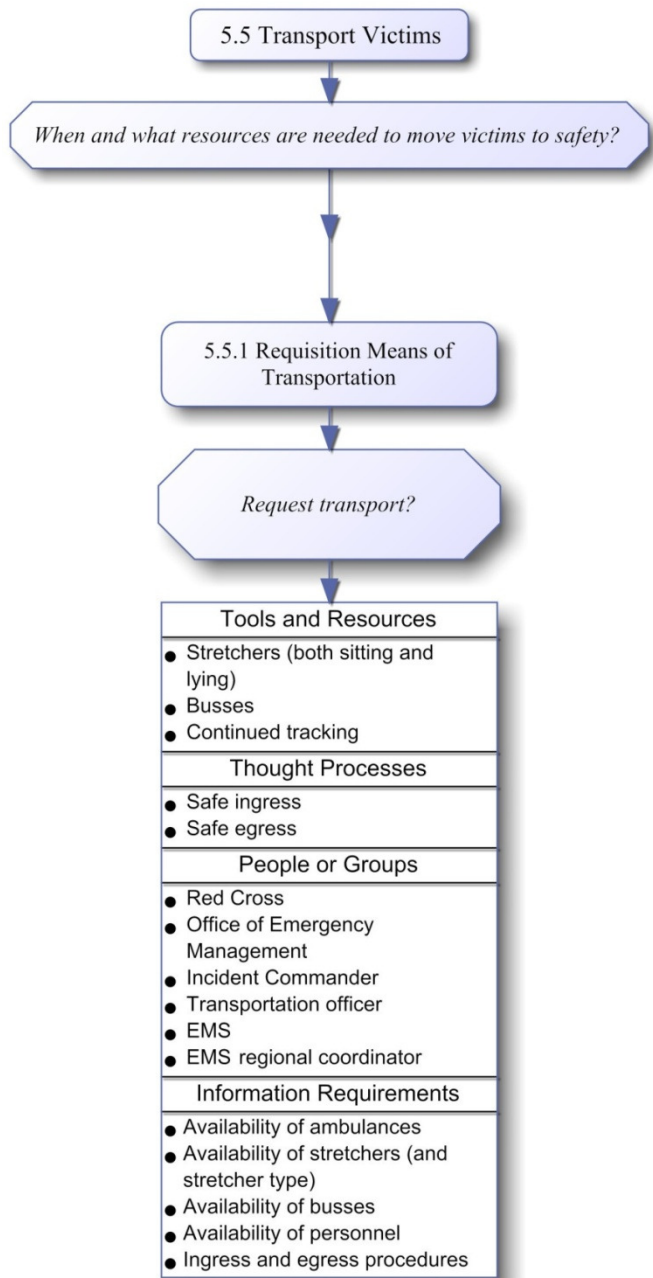 5.5 Transport Victims
When and what resources are needed to move victims to safety?
5.5.1 Requisition Means of
Transportation
Request transport?
Tools and Resources
● Stretchers (both sitting and
lying)
● Busses
● Continued tracking
Thought Processes
● Safe ingress
● Safe egress
People or Groups
● Red Cross
● Office of Emergency
Management
● Incident Commander
● Transportation officer
● EMS
● EMS regional coordinator
Information Requirements
● Availability of ambulances
● Availability of stretchers (and
stretcher type)
● Availability of busses
● Availability of personnel
● Ingress and egress procedures